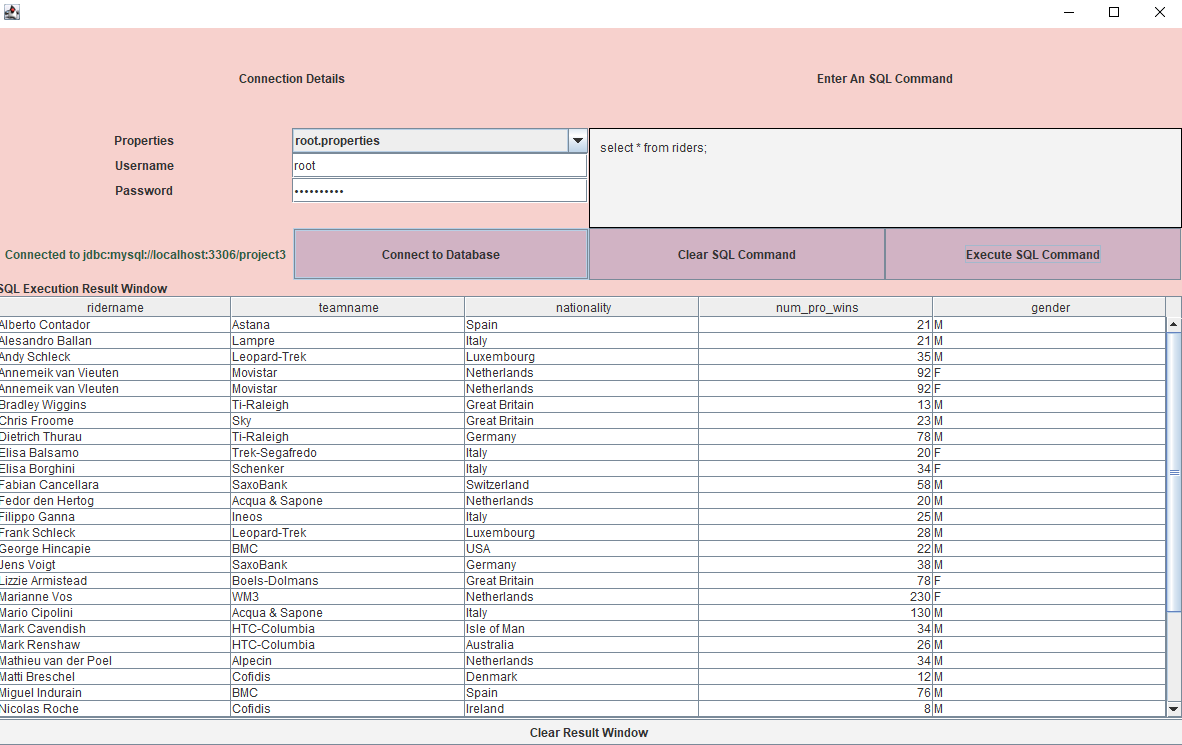 Connection Details
Enter An SQL Command
Properties root.properties
select * from riders;
Username root
Password ••••••••••
Connected to jdbc:mysql://localhost:3306/project3 Connect to Database Clear SQL Command Execute SQL Command
SQL Execution Result Window
ridername teamname nationality num_pro_wins gender
Alberto Contador Astana Spain 21 M
Alesandro Ballan Lampre Italy 21 M
Andy Schleck Leopard-Trek Luxembourg 35 M
Annemeik van Vieuten Movistar Netherlands 92 F
Annemeik van Vleuten Movistar Netherlands 92 F
Bradley Wiggins Ti-Raleigh Great Britain 13 M
Chris Froome Sky Great Britain 23 M
Dietrich Thurau Ti-Raleigh Germany 78 M
Elisa Balsamo Trek-Segafredo Italy 20 F
Elisa Borghini Schenker Italy 34 F
Fabian Cancellara SaxoBank Switzerland 58 M
Fedor den Hertog Acqua & Sapone Netherlands 20 M
Filippo Ganna Ineos Italy 25 M
Frank Schleck Leopard-Trek Luxembourg 28 M
George Hincapie BMC USA 22 M
Jens Voigt SaxoBank Germany 38 M
Lizzie Armistead Boels-Dolmans Great Britain 78 F
Marianne Vos WM3 Netherlands 230 F
Mario Cipolini Acqua & Sapone Italy 130 M
Mark Cavendish HTC-Columbia Isle of Man 34 M
Mark Renshaw HTC-Columbia Australia 26 M
Mathieu van der Poel Alpecin Netherlands 34 M
Matti Breschel Cofidis Denmark 12 M
Miguel Indurain BMC Spain 76 M
Nicolas Roche Cofidis Ireland 8 M
Clear Result Window